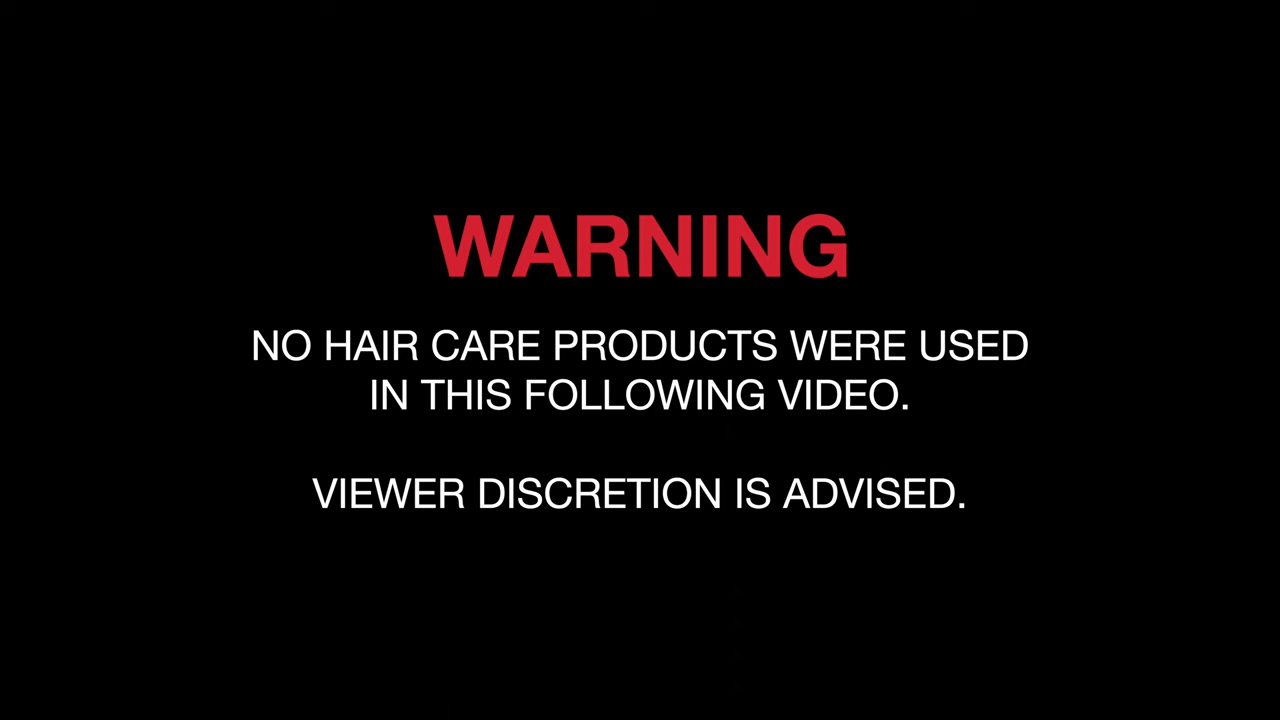 WARNING
NO HAIR CARE PRODUCTS WERE USED
IN THIS FOLLOWING VIDEO.
VIEWER DISCRETION IS ADVISED.